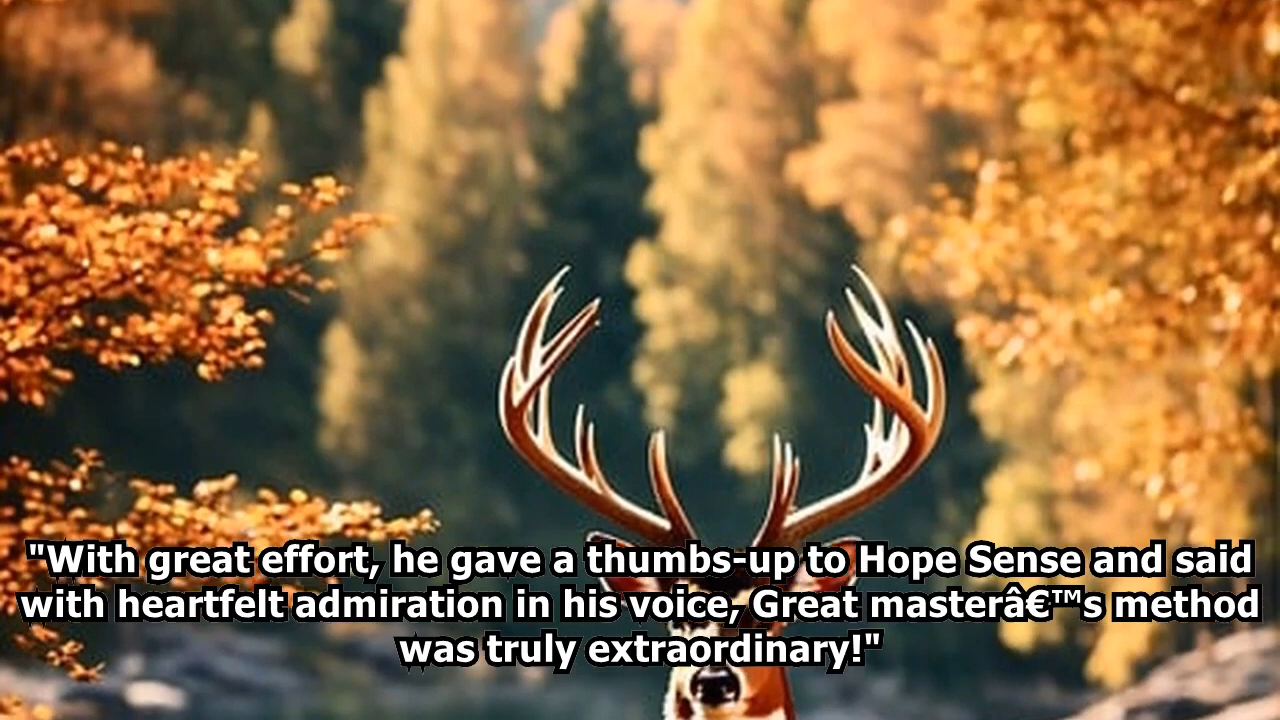 "With great effort, he gave a thumbs-up to Hope Sense and said
with heartfelt admiration in his voice, Great masterâ€™s method
was truly extraordinary!"